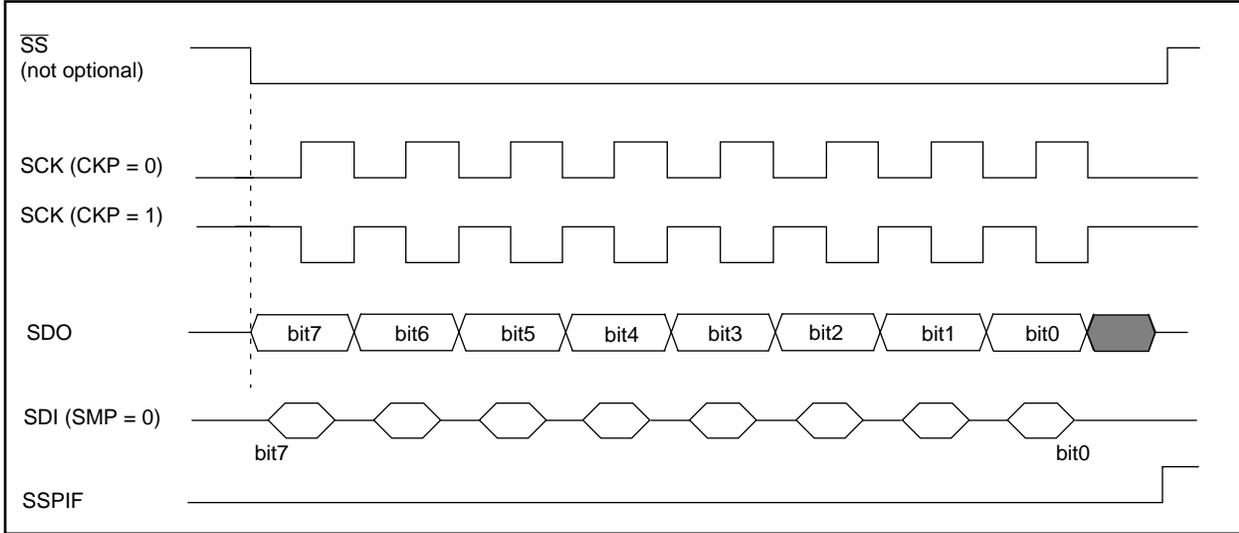 S̅S̅
(not optional)
SCK (CKP = 0)
SCK (CKP = 1)
SDO
bit7 bit6 bit5 bit4 bit3 bit2 bit1 bit0
SDI (SMP = 0)
bit7 bit0
SSPIF